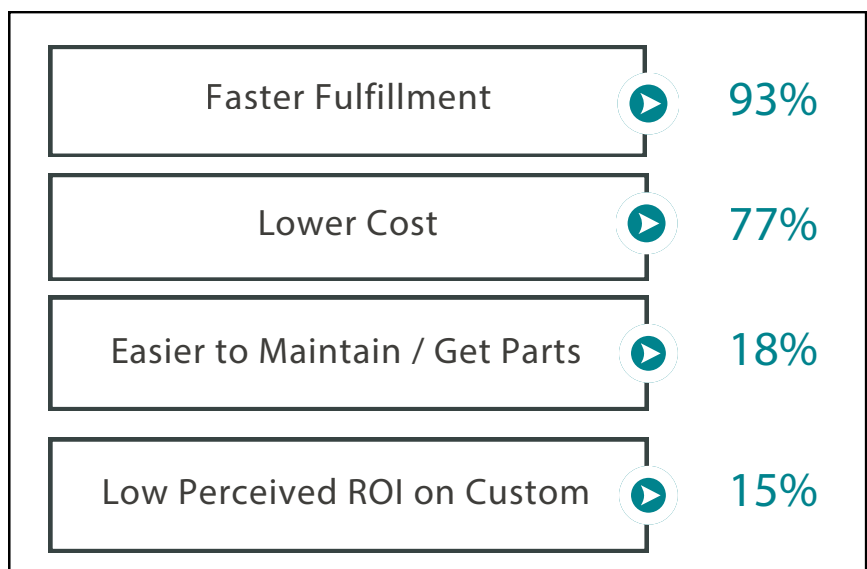 Faster Fulfillment 93%
Lower Cost 77%
Easier to Maintain / Get Parts 18%
Low Perceived ROI on Custom 15%